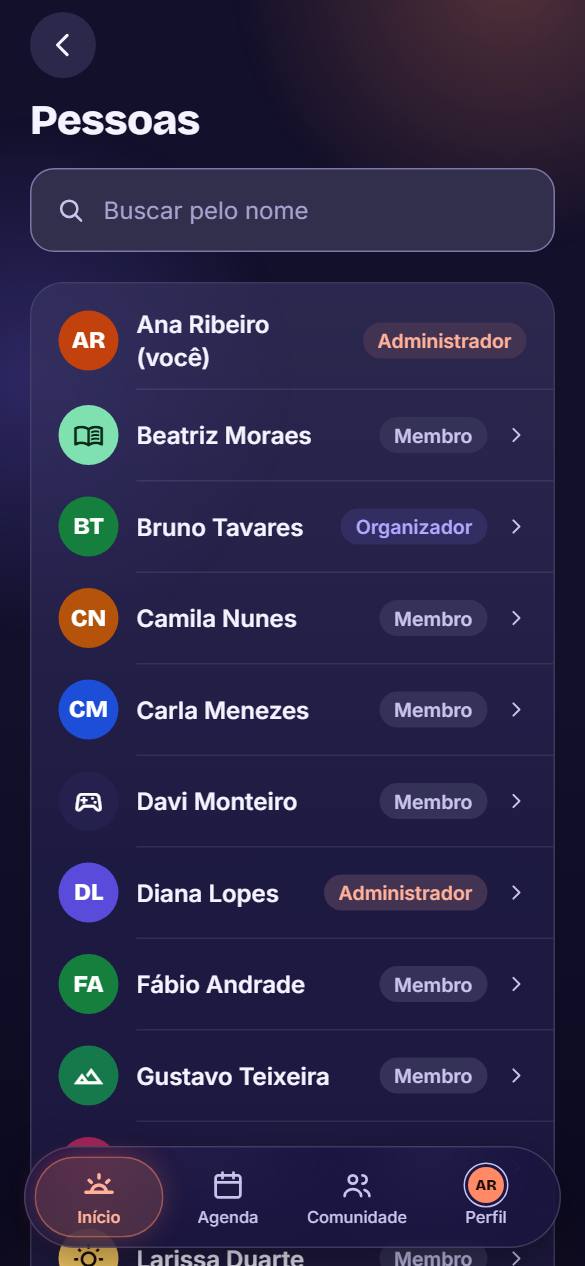 Pessoas
Buscar pelo nome
AR
Ana Ribeiro
(você)
Administrador
Beatriz Moraes
Membro
BT
Bruno Tavares
Organizador
CN
Camila Nunes
Membro
CM
Carla Menezes
Membro
Davi Monteiro
Membro
DL
Diana Lopes
Administrador
FA
Fábio Andrade
Membro
Gustavo Teixeira
Membro
Início
Agenda
Comunidade
AR
Perfil
Larissa Duarte
Membro